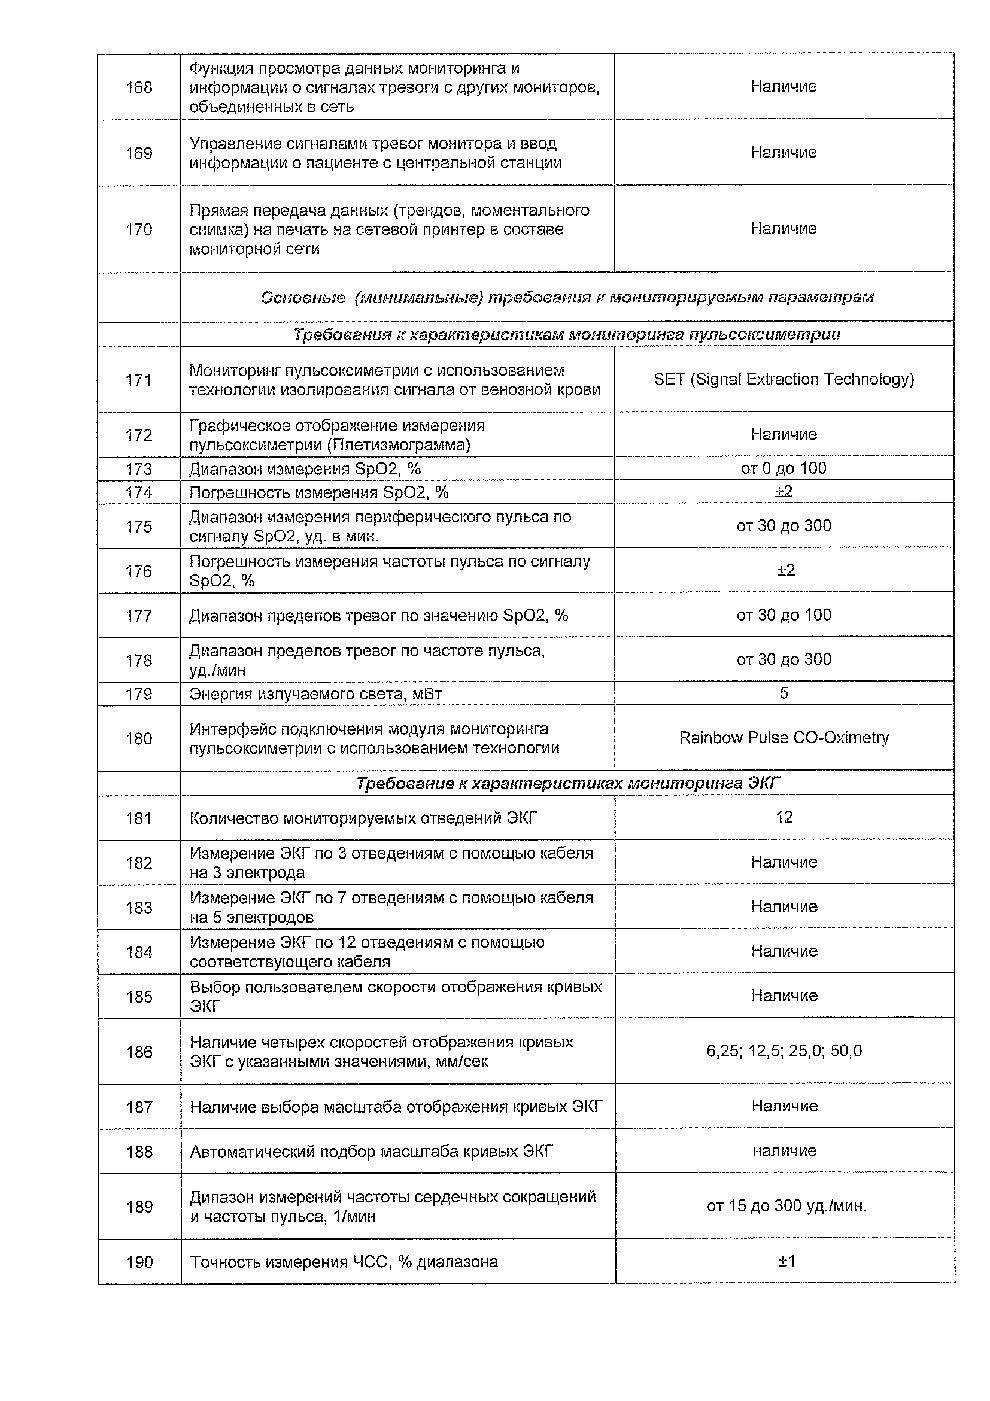 168
Функция просмотра данных мониторинга и
информации о сигналах тревоги с других мониторов,
объединенных в сеть
Наличие
169
Управление сигналами тревог монитора и ввод
информации о пациенте с центральной станции
Наличие
170
Прямая передача данных (трендов, моментального
снимка) на печать на сетевой принтер в составе
мониторной сети
Наличие
Основные (минимальные) требования к мониторируемым параметрам
Требования к характеристикам мониторинга пульсоксиметрии
171
Мониторинг пульсоксиметрии с использованием
технологии изолирования сигнала от венозной крови
SET (Signal Extraction Technology)
172
Графическое отображение измерения
пульсоксиметрии (Плетизмограмма)
Наличие
173
Диапазон измерения SpO2, %
от 0 до 100
174
Погрешность измерения SpO2, %
±2
175
Диапазон измерения периферического пульса по
сигналу SpO2, уд. в мин.
от 30 до 300
176
Погрешность измерения частоты пульса по сигналу
SpO2, %
±2
177
Диапазон пределов тревог по значению SpO2, %
от 30 до 100
178
Диапазон пределов тревог по частоте пульса,
уд./мин
от 30 до 300
179
Энергия излучаемого света, мВт
5
180
Интерфейс подключения модуля мониторинга
пульсоксиметрии с использованием технологии
Rainbow Pulse CO-Oximetry
Требование к характеристиках мониторинга ЭКГ
181
Количество мониторируемых отведений ЭКГ
12
182
Измерение ЭКГ по 3 отведениям с помощью кабеля
на 3 электрода
Наличие
183
Измерение ЭКГ по 7 отведениям с помощью кабеля
на 5 электродов
Наличие
184
Измерение ЭКГ по 12 отведениям с помощью
соответствующего кабеля
Наличие
185
Выбор пользователем скорости отображения кривых
ЭКГ
Наличие
186
Наличие четырех скоростей отображения кривых
ЭКГ с указанными значениями, мм/сек
6,25; 12,5; 25,0; 50,0
187
Наличие выбора масштаба отображения кривых ЭКГ
Наличие
188
Автоматический подбор масштаба кривых ЭКГ
наличие
189
Дипазон измерений частоты сердечных сокращений
и частоты пульса, 1/мин
от 15 до 300 уд./мин.
190
Точность измерения ЧСС, % диапазона
±1